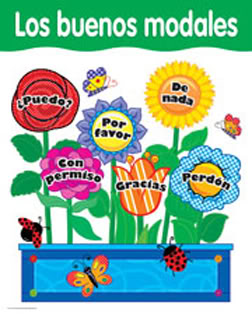 Los buenos modales
¿Puedo?
De
nada
Por
favor
Con
permiso
Gracias
Perdón